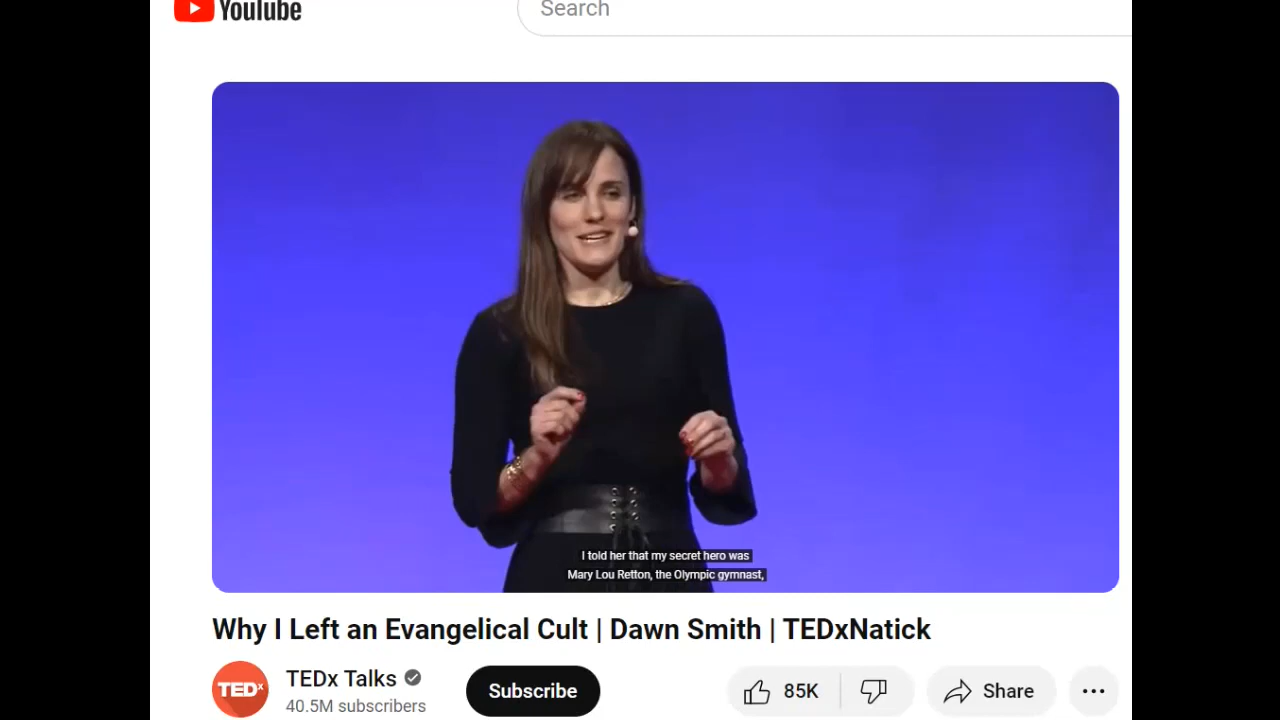 YouTube
Search
I told her that my secret hero was
Mary Lou Retton, the Olympic gymnast,
Why I Left an Evangelical Cult | Dawn Smith | TEDxNatick
TEDx
TEDx Talks
40.5M subscribers
Subscribe
85K
Share